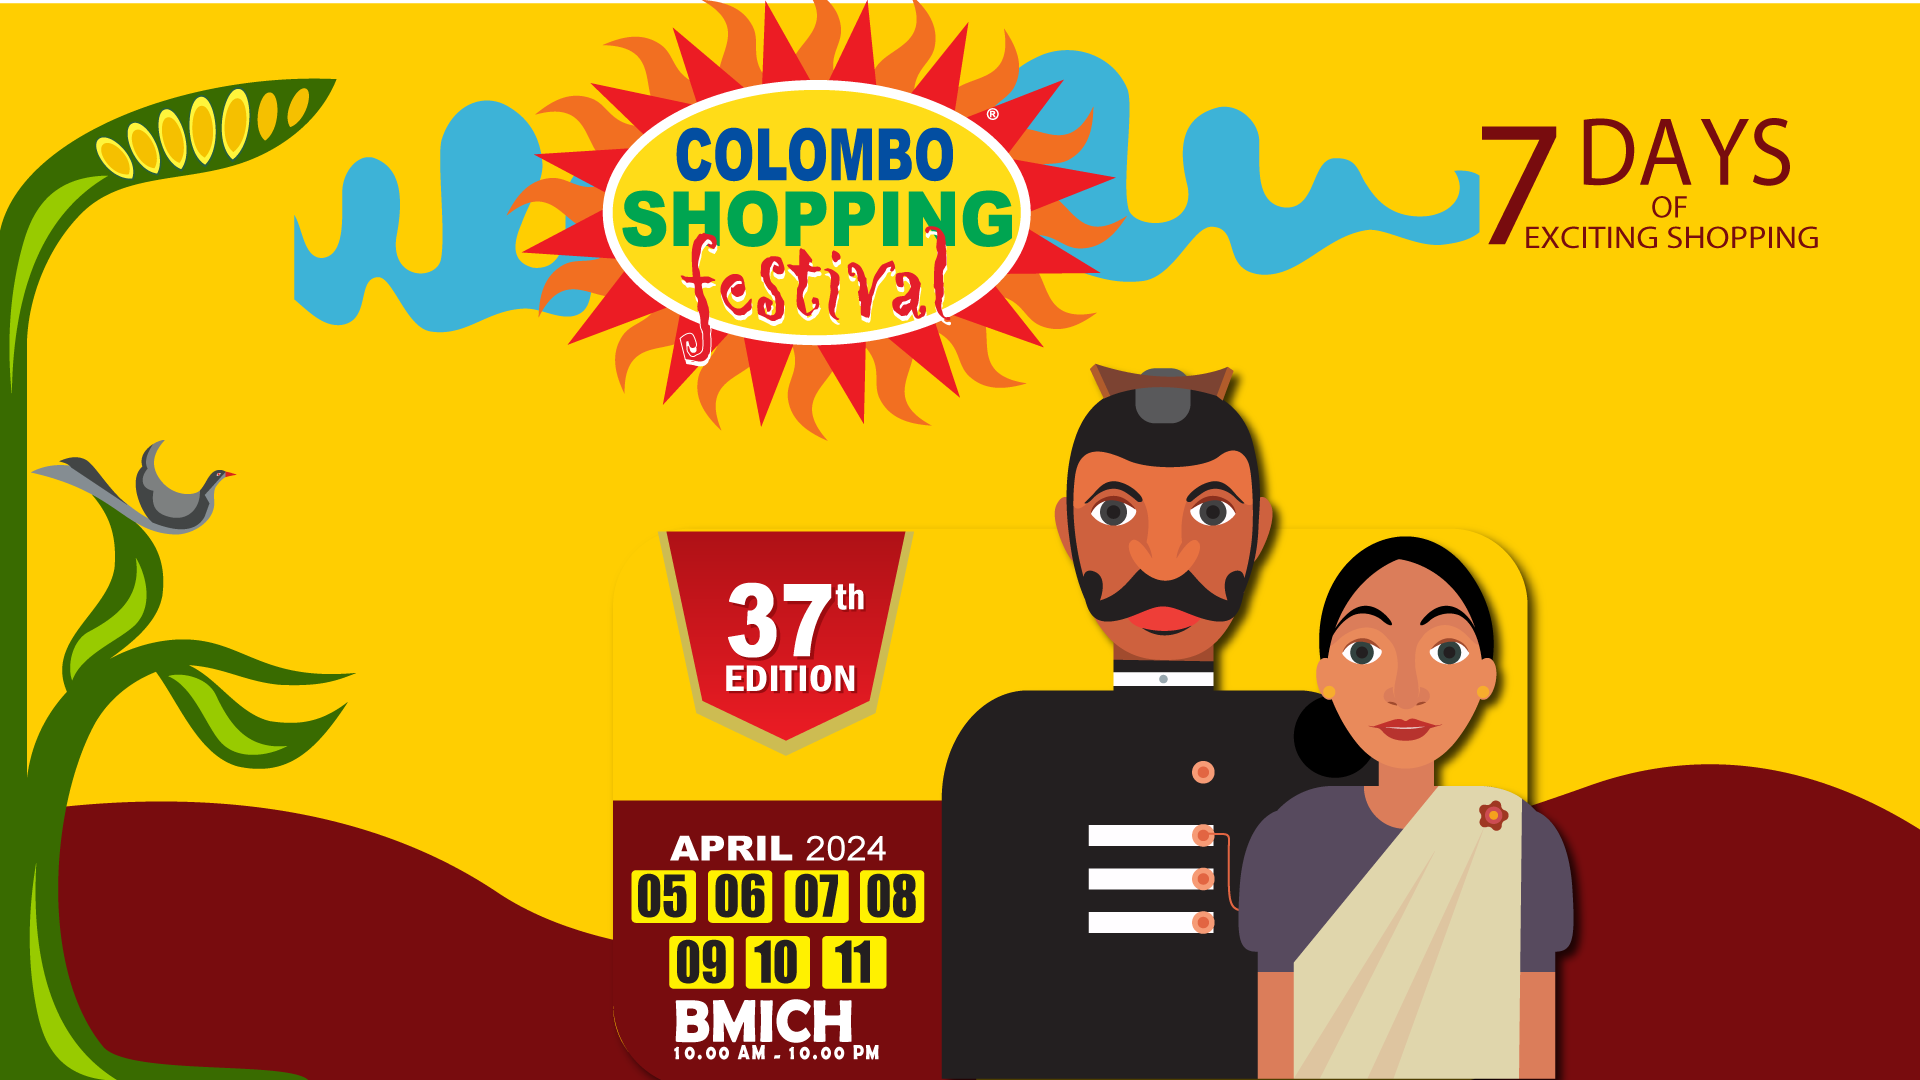 COLOMBO
SHOPPING
festival
®
7 DAYS
OF
EXCITING SHOPPING
37th
EDITION
APRIL 2024
05 06 07 08
09 10 11
BMICH
10.00 AM - 10.00 PM